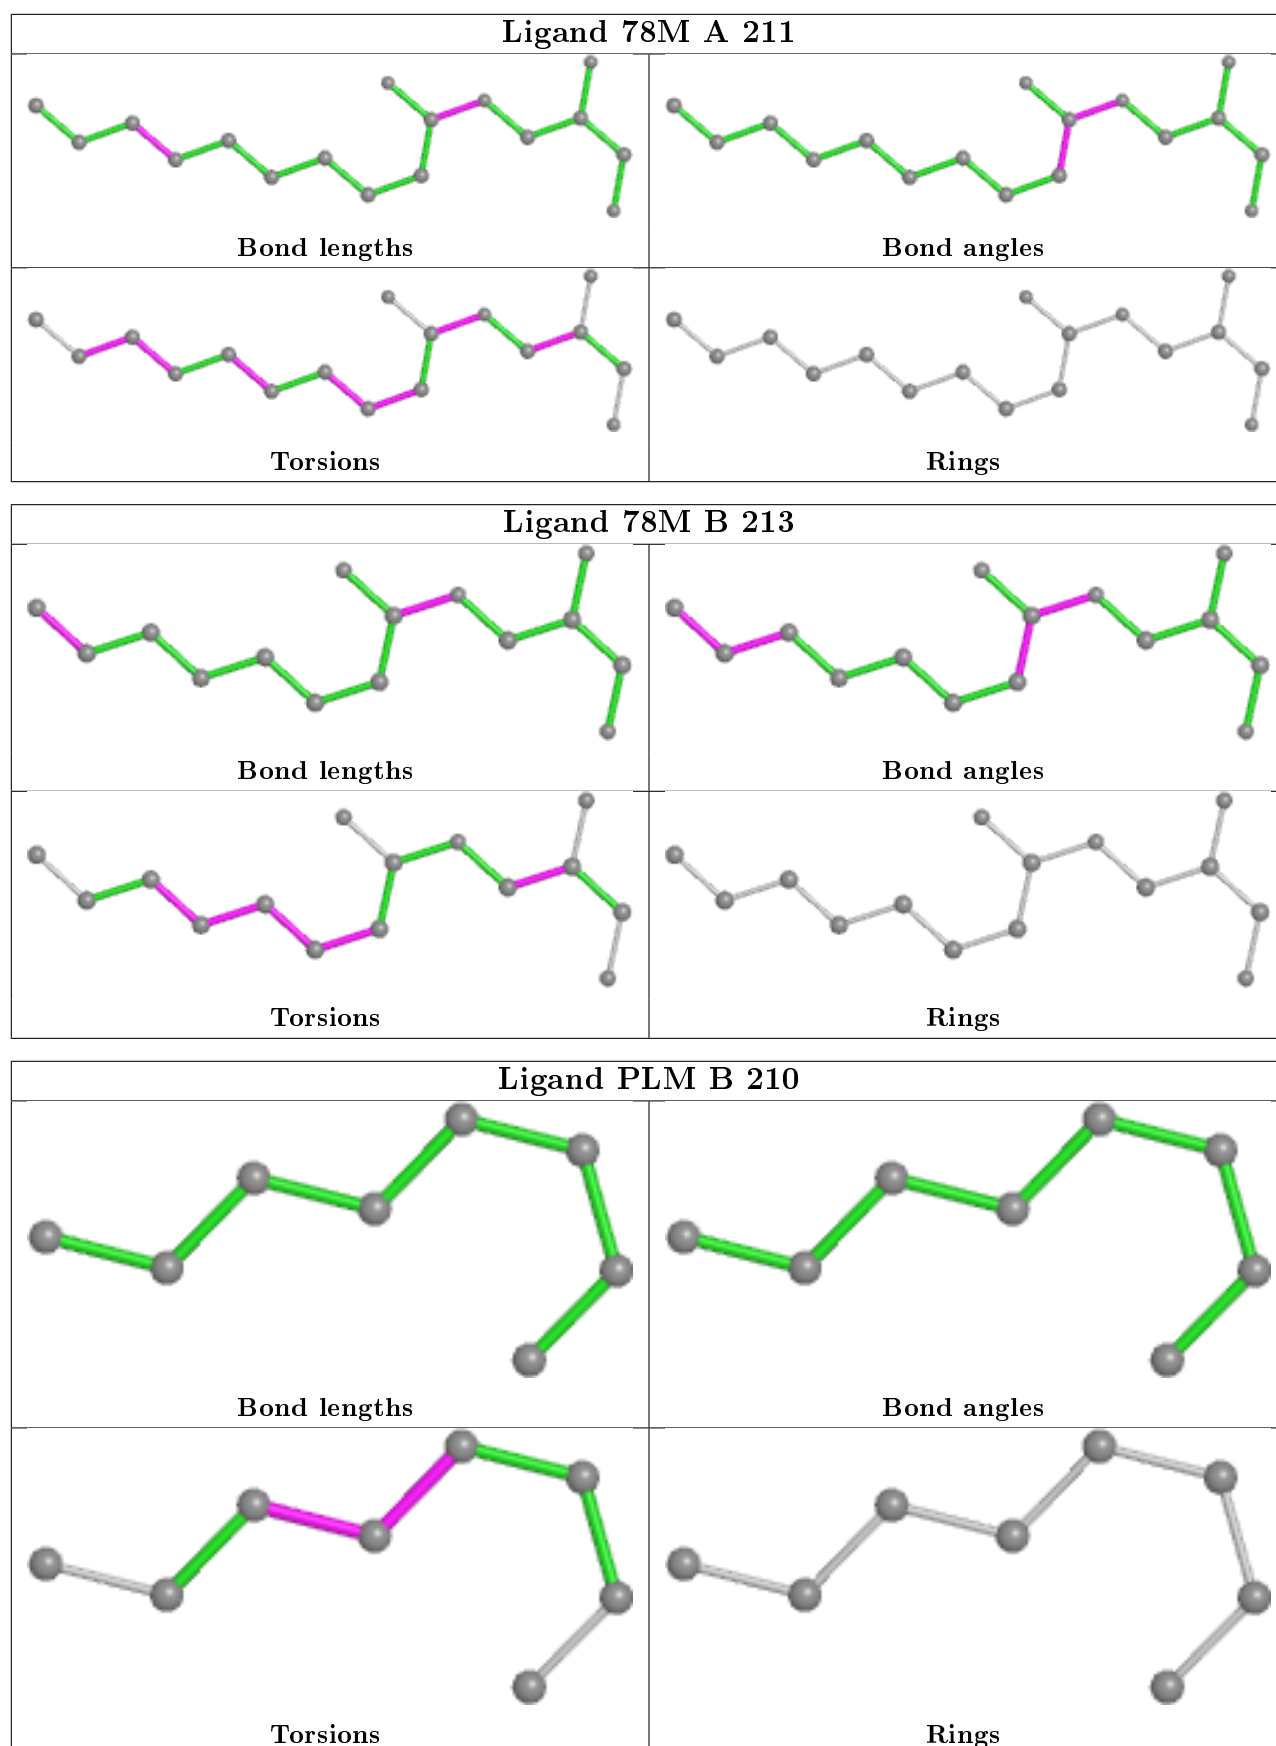 Ligand 78M A 211
Bond lengths
Bond angles
Torsions
Rings
Ligand 78M B 213
Bond lengths
Bond angles
Torsions
Rings
Ligand PLM B 210
Bond lengths
Bond angles
Torsions
Rings